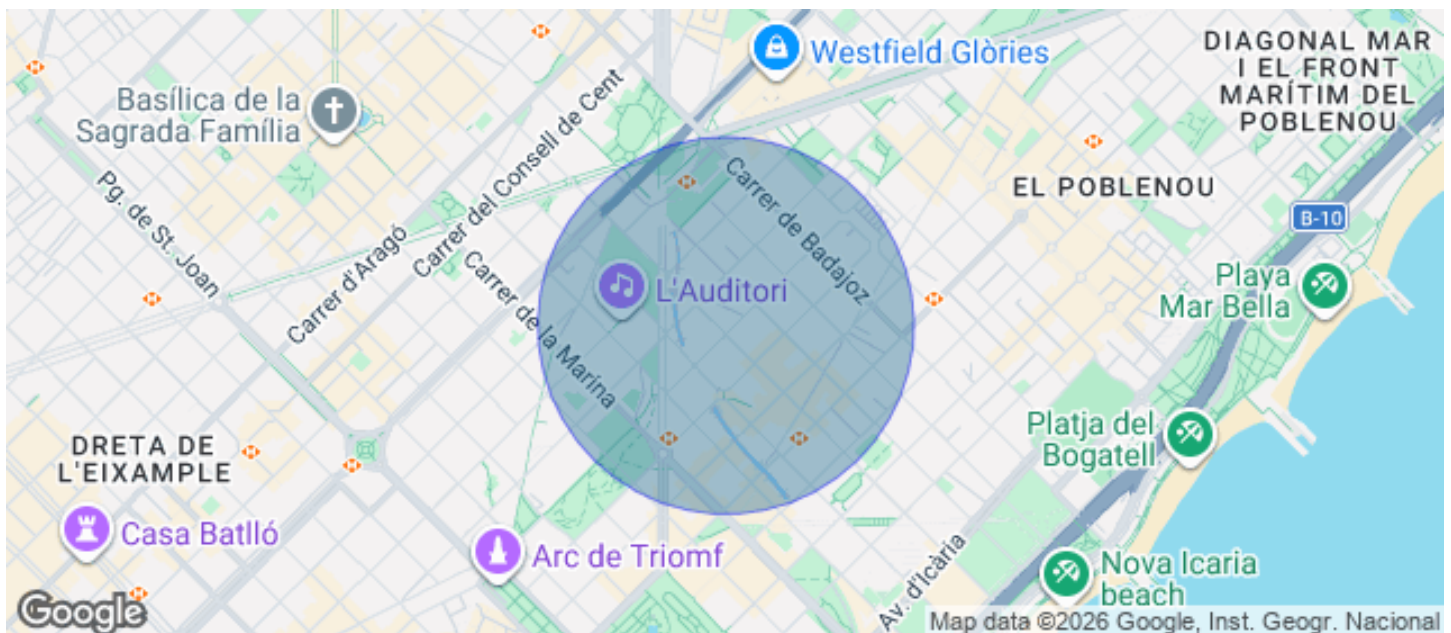 Westfield Glòries
DIAGONAL MAR
I EL FRONT
MARÍTIM DEL
POBLENOU
Basílica de la
Sagrada Família
Carrer del Consell de Cent
Carrer de Badajoz
Pg. de St. Joan
EL POBLENOU
B-10
Carrer d'Aragó
Carrer de la Marina
L'Auditori
Playa
Mar Bella
Platja del
Bogatell
DRETA DE
L'EIXAMPLE
Casa Batlló
Arc de Triomf
Av. d'Icària
Nova Icaria
beach
Google
Map data ©2026 Google, Inst. Geogr. Nacional